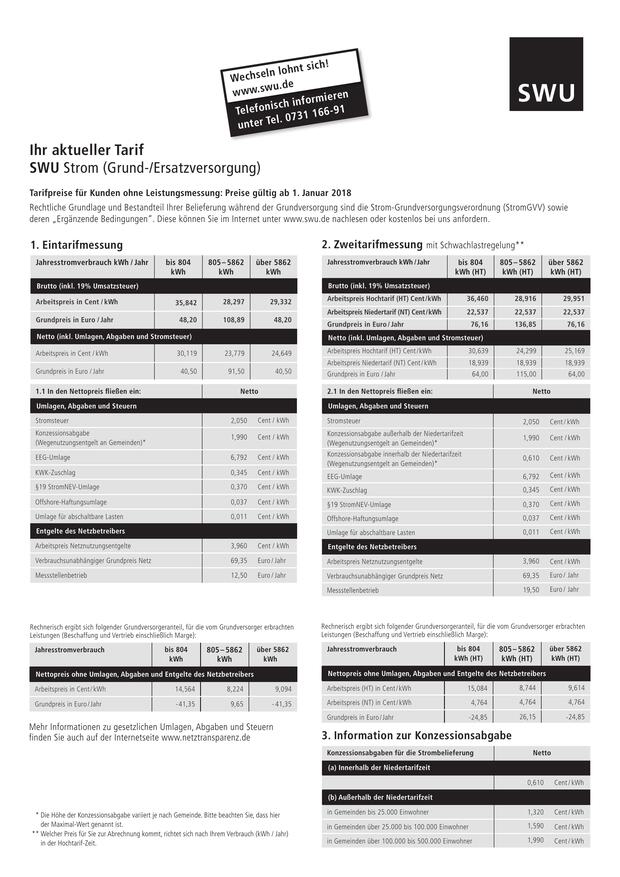 Wechseln lohnt sich!
www.swu.de
Telefonisch informieren
unter Tel. 0731 166-91
SWU
Ihr aktueller Tarif
SWU Strom (Grund-/Ersatzversorgung)
Tarifpreise für Kunden ohne Leistungsmessung: Preise gültig ab 1. Januar 2018
Rechtliche Grundlage und Bestandteil Ihrer Belieferung während der Grundversorgung sind die Strom-Grundversorgungsverordnung (StromGVV) sowie
deren „Ergänzende Bedingungen“. Diese können Sie im Internet unter www.swu.de nachlesen oder kostenlos bei uns anfordern.
1. Eintarifmessung
Jahresstromverbrauch kWh / Jahr bis 804 kWh 805–5862 kWh über 5862 kWh
Brutto (inkl. 19% Umsatzsteuer)
Arbeitspreis in Cent / kWh 35,842 28,297 29,332
Grundpreis in Euro / Jahr 48,20 108,89 48,20
Netto (inkl. Umlagen, Abgaben und Stromsteuer)
Arbeitspreis in Cent / kWh 30,119 23,779 24,649
Grundpreis in Euro / Jahr 40,50 91,50 40,50
1.1 In den Nettopreis fließen ein: Netto
Umlagen, Abgaben und Steuern
Stromsteuer 2,050 Cent / kWh
Konzessionsabgabe
(Wegenutzungsentgelt an Gemeinden)* 1,990 Cent / kWh
EEG-Umlage 6,792 Cent / kWh
KWK-Zuschlag 0,345 Cent / kWh
§19 StromNEV-Umlage 0,370 Cent / kWh
Offshore-Haftungsumlage 0,037 Cent / kWh
Umlage für abschaltbare Lasten 0,011 Cent / kWh
Entgelte des Netzbetreibers
Arbeitspreis Netznutzungsentgelte 3,960 Cent / kWh
Verbrauchsunabhängiger Grundpreis Netz 69,35 Euro / Jahr
Messstellenbetrieb 12,50 Euro / Jahr
Rechnerisch ergibt sich folgender Grundversorgeranteil, für die vom Grundversorger erbrachten
Leistungen (Beschaffung und Vertrieb einschließlich Marge):
Jahresstromverbrauch bis 804 kWh 805–5862 kWh über 5862 kWh
Nettopreis ohne Umlagen, Abgaben und Entgelte des Netzbetreibers
Arbeitspreis in Cent / kWh 14,564 8,224 9,094
Grundpreis in Euro / Jahr -41,35 9,65 -41,35
Mehr Informationen zu gesetzlichen Umlagen, Abgaben und Steuern
finden Sie auch auf der Internetseite www.netztransparenz.de
* Die Höhe der Konzessionsabgabe variiert je nach Gemeinde. Bitte beachten Sie, dass hier
der Maximal-Wert genannt ist.
** Welcher Preis für Sie zur Abrechnung kommt, richtet sich nach Ihrem Verbrauch (kWh / Jahr)
in der Hochtarif-Zeit.
2. Zweitarifmessung mit Schwachlastregelung**
Jahresstromverbrauch kWh / Jahr bis 804 kWh (HT) 805–5862 kWh (HT) über 5862 kWh (HT)
Brutto (inkl. 19% Umsatzsteuer)
Arbeitspreis Hochtarif (HT) Cent/kWh 36,460 28,916 29,951
Arbeitspreis Niedertarif (NT) Cent/kWh 22,537 22,537 22,537
Grundpreis in Euro / Jahr 76,16 136,85 76,16
Netto (inkl. Umlagen, Abgaben und Stromsteuer)
Arbeitspreis Hochtarif (HT) Cent / kWh 30,639 24,299 25,169
Arbeitspreis Niedertarif (NT) Cent / kWh 18,939 18,939 18,939
Grundpreis in Euro / Jahr 64,00 115,00 64,00
2.1 In den Nettopreis fließen ein: Netto
Umlagen, Abgaben und Steuern
Stromsteuer 2,050 Cent / kWh
Konzessionsabgabe außerhalb der Niedertarifzeit
(Wegenutzungsentgelt an Gemeinden)* 1,990 Cent / kWh
Konzessionsabgabe innerhalb der Niedertarifzeit
(Wegenutzungsentgelt an Gemeinden)* 0,610 Cent / kWh
EEG-Umlage 6,792 Cent / kWh
KWK-Zuschlag 0,345 Cent / kWh
§19 StromNEV-Umlage 0,370 Cent / kWh
Offshore-Haftungsumlage 0,037 Cent / kWh
Umlage für abschaltbare Lasten 0,011 Cent / kWh
Entgelte des Netzbetreibers
Arbeitspreis Netznutzungsentgelte 3,960 Cent / kWh
Verbrauchsunabhängiger Grundpreis Netz 69,35 Euro / Jahr
Messstellenbetrieb 19,50 Euro / Jahr
Rechnerisch ergibt sich folgender Grundversorgeranteil, für die vom Grundversorger erbrachten
Leistungen (Beschaffung und Vertrieb einschließlich Marge):
Jahresstromverbrauch bis 804 kWh (HT) 805–5862 kWh (HT) über 5862 kWh (HT)
Nettopreis ohne Umlagen, Abgaben und Entgelte des Netzbetreibers
Arbeitspreis (HT) in Cent / kWh 15,084 8,744 9,614
Arbeitspreis (NT) in Cent / kWh 4,764 4,764 4,764
Grundpreis in Euro / Jahr -24,85 26,15 -24,85
3. Information zur Konzessionsabgabe
Konzessionsabgaben für die Strombelieferung Netto
(a) Innerhalb der Niedertarifzeit
0,610 Cent / kWh
(b) Außerhalb der Niedertarifzeit
in Gemeinden bis 25.000 Einwohner 1,320 Cent / kWh
in Gemeinden über 25.000 bis 100.000 Einwohner 1,590 Cent / kWh
in Gemeinden über 100.000 bis 500.000 Einwohner 1,990 Cent / kWh